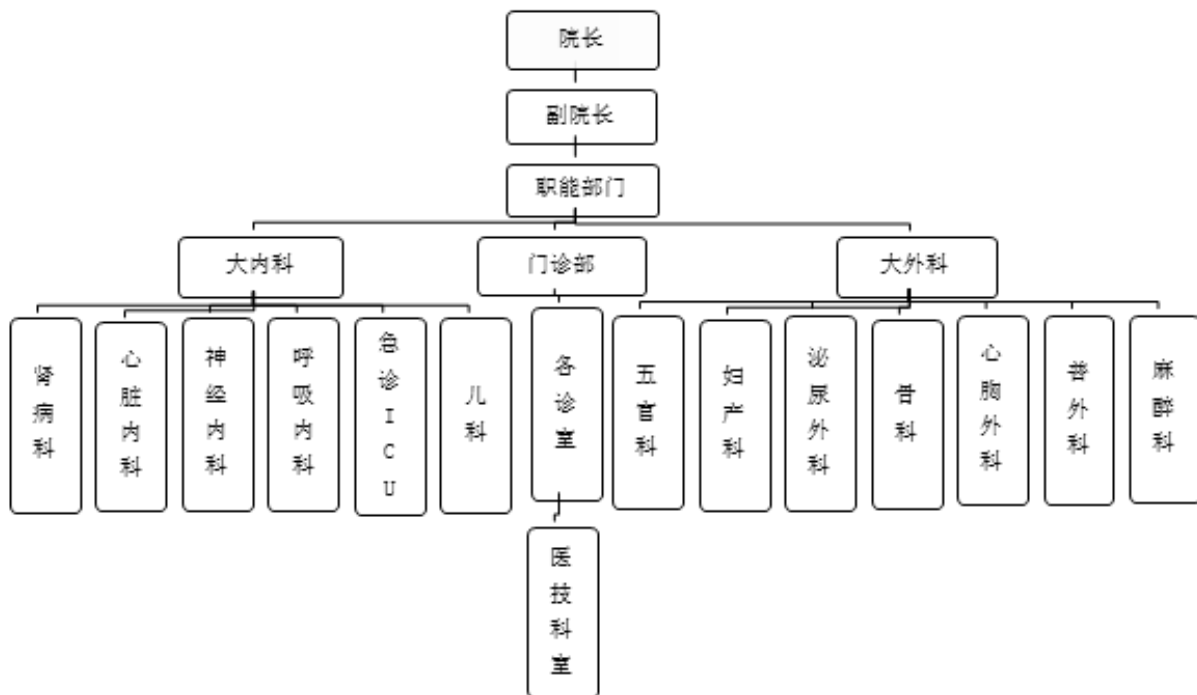 院长
副院长
职能部门
大内科
门诊部
大外科
肾病科
心脏内科
神经内科
呼吸内科
急诊ICU
儿科
各诊室
五官科
妇产科
泌尿外科
骨科
心胸外科
普外科
麻醉科
医技科室